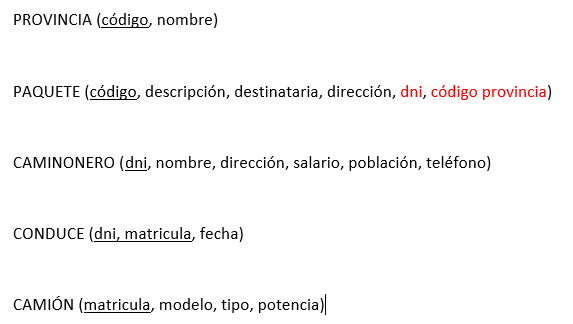 PROVINCIA (código, nombre)
PAQUETE (código, descripción, destinataria, dirección, dni, código provincia)
CAMINONERO (dni, nombre, dirección, salario, población, teléfono)
CONDUCE (dni, matricula, fecha)
CAMIÓN (matricula, modelo, tipo, potencia)